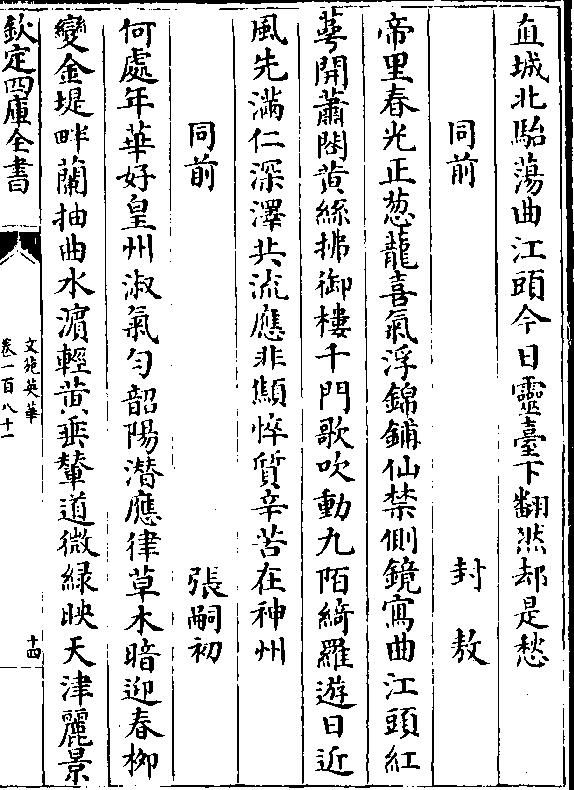 直城北駘蕩曲江頭今日靈臺下翻然却是愁
同前　封敖
帝里春光正葱蘢喜氣浮錦鋪仙禁側鏡寫曲江頭紅
萼開蕭閣黄絲拂御樓千門歌吹動九陌綺羅遊日近
風先滿仁深澤共流應非顦悴質辛苦在神州
同前　張嗣初
何處年華好皇州淑氣匀韶陽潛應律草木暗迎春栁
變金堤畔蘭抽曲水濵輕黄垂輦道微緑映天津麗景
欽定四庫全書
文苑英華
卷一百八十一
十四